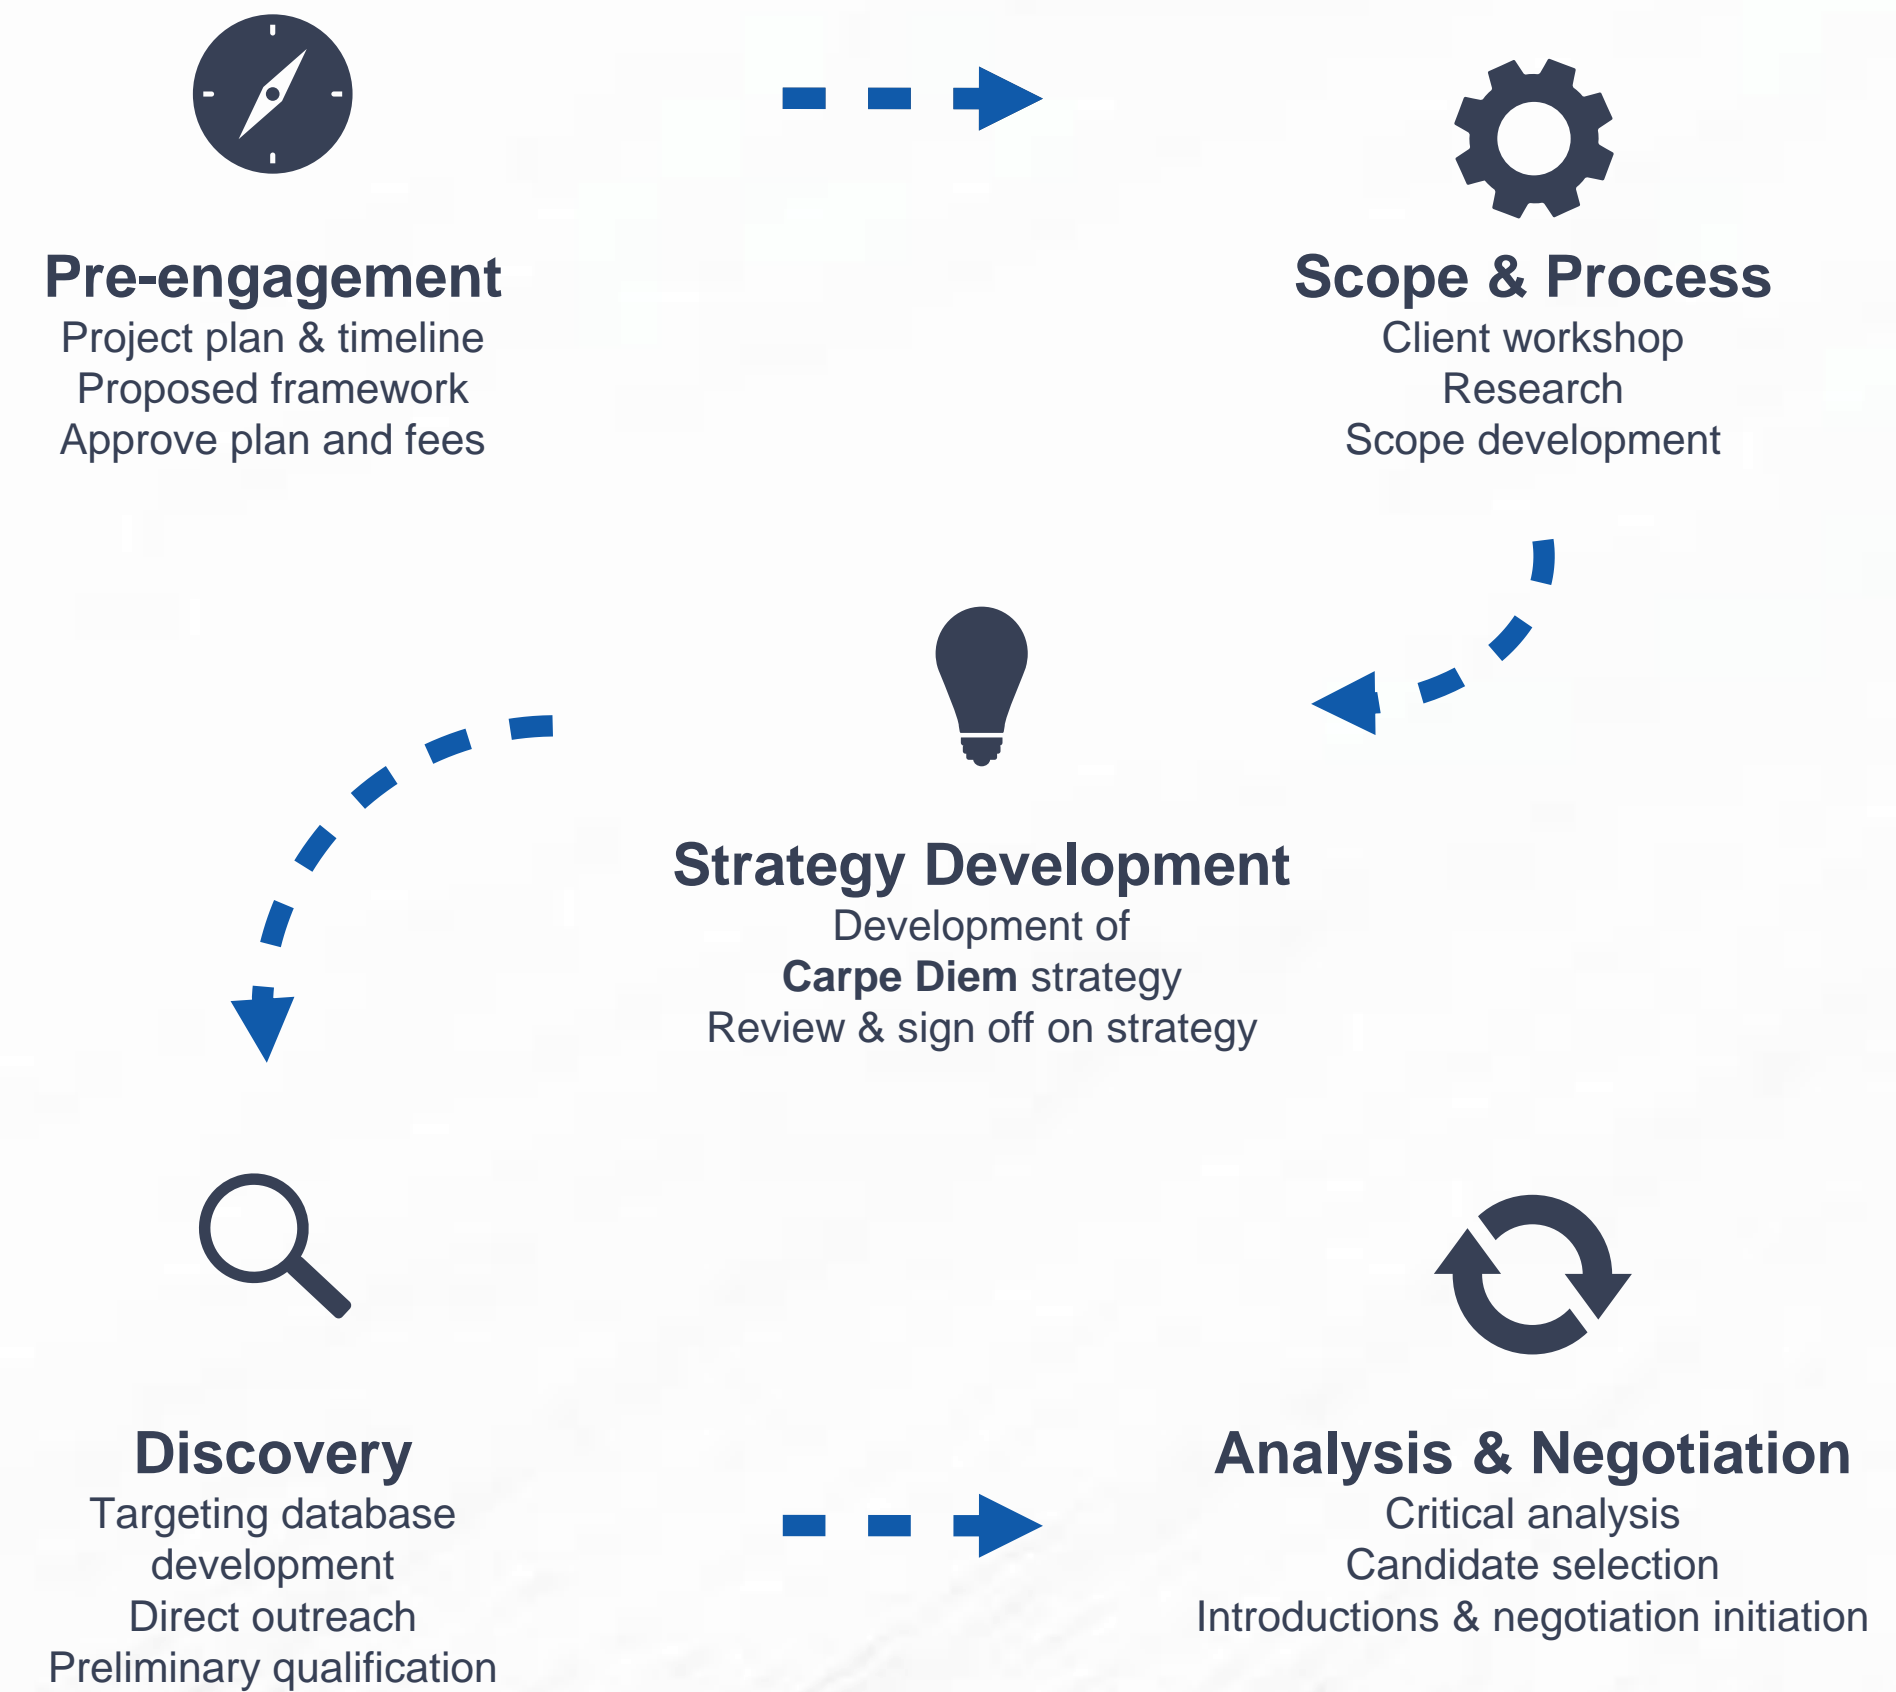 Pre-engagement
Project plan & timeline
Proposed framework
Approve plan and fees
Scope & Process
Client workshop
Research
Scope development
Strategy Development
Development of
Carpe Diem strategy
Review & sign off on strategy
Discovery
Targeting database
development
Direct outreach
Preliminary qualification
Analysis & Negotiation
Critical analysis
Candidate selection
Introductions & negotiation initiation